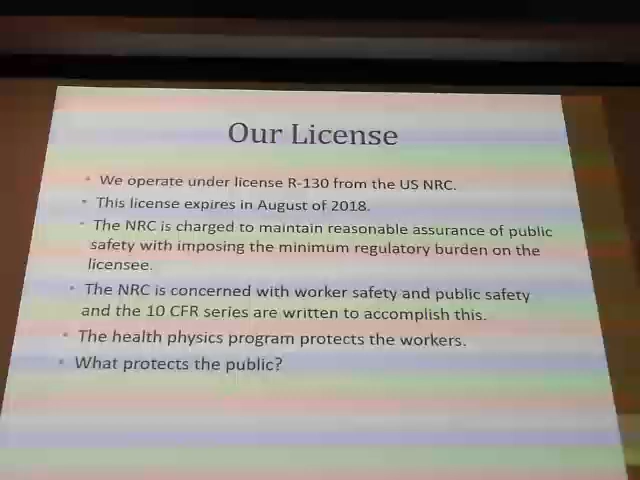 Our License
• We operate under license R-130 from the US NRC.
• This license expires in August of 2018.
• The NRC is charged to maintain reasonable assurance of public
safety with imposing the minimum regulatory burden on the
licensee.
• The NRC is concerned with worker safety and public safety
and the 10 CFR series are written to accomplish this.
• The health physics program protects the workers.
• What protects the public?